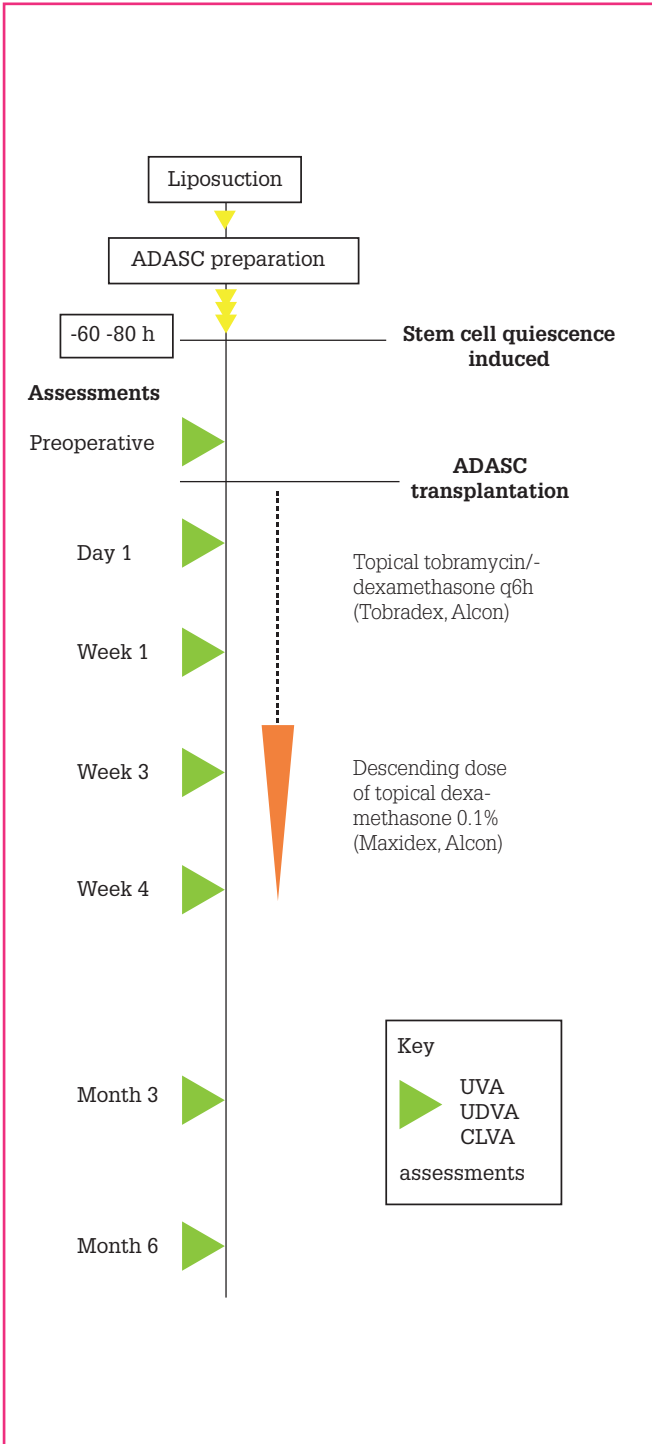 Liposuction
ADASC preparation
-60 -80 h
Stem cell quiescence
induced
Assessments
Preoperative
ADASC
transplantation
Day 1
Topical tobramycin/-
dexamethasone q6h
(Tobradex, Alcon)
Week 1
Week 3
Descending dose
of topical dexa-
methasone 0.1%
(Maxidex, Alcon)
Week 4
Key
UVA
UDVA
CLVA
assessments
Month 3
Month 6